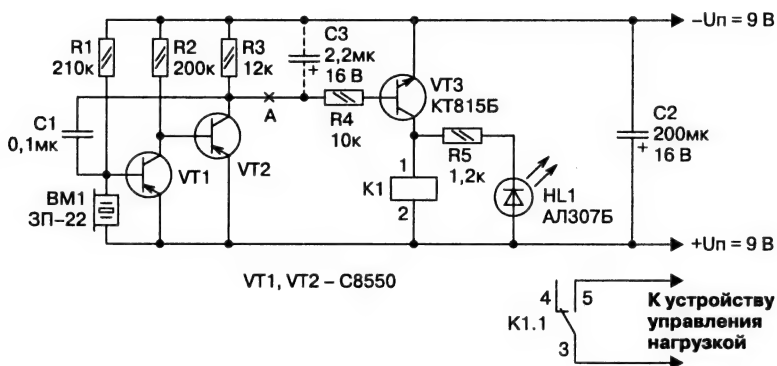 R1
210к
R2
200к
R3
12к
C3
2,2мк
+
16 В
–Uп = 9 В
VT3
КТ815Б
C1
0,1мк
A
R4
10к
C2
200мк
+
16 В
VT1
VT2
1
R5
1,2к
K1
2
HL1
АЛ307Б
BM1
ЗП–22
+Uп = 9 В
VT1, VT2 – C8550
4
5
К устройству
K1.1
управления
3
нагрузкой